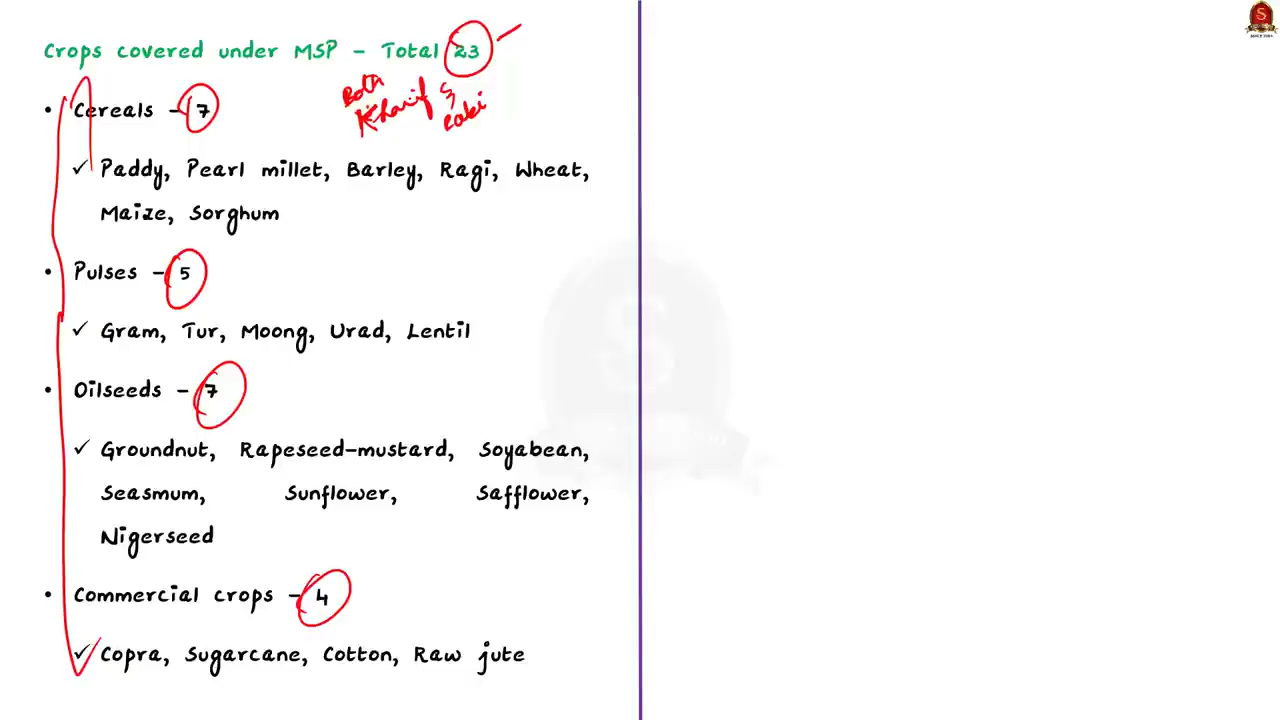 Crops covered under MSP - Total 23
Both
Kharif &
Rabi
• Cereals - 7
✓ Paddy, Pearl millet, Barley, Ragi, Wheat,
Maize, Sorghum
• Pulses - 5
✓ Gram, Tur, Moong, Urad, Lentil
• Oilseeds - 7
✓ Groundnut, Rapeseed-mustard, Soyabean,
Seasmum, Sunflower, Safflower,
Nigerseed
• Commercial crops - 4
✓ Copra, Sugarcane, Cotton, Raw jute